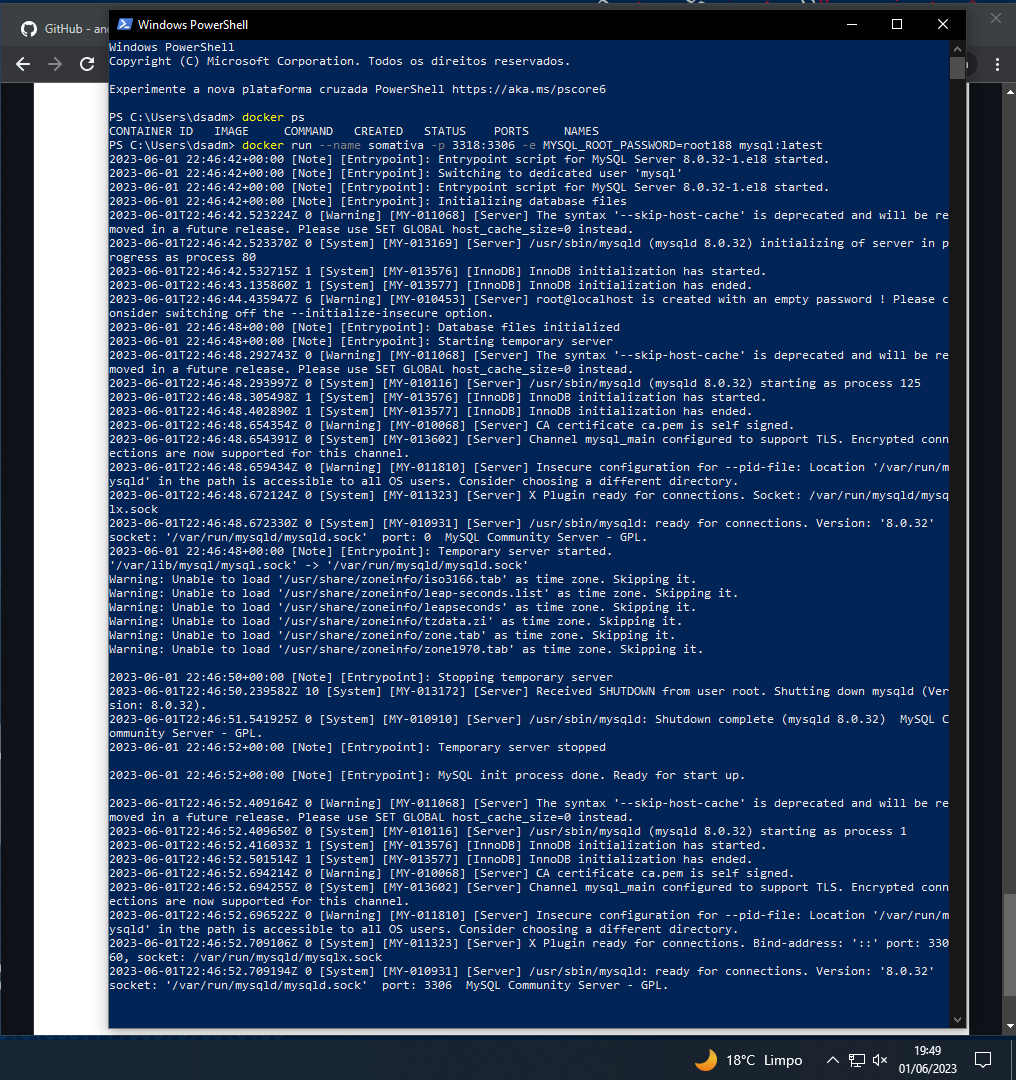 GitHub - an
Windows PowerShell
Windows PowerShell
Copyright (C) Microsoft Corporation. Todos os direitos reservados.
Experimente a nova plataforma cruzada PowerShell https://aka.ms/pscore6
PS C:\Users\dsadm> docker ps
CONTAINER ID   IMAGE     COMMAND   CREATED   STATUS    PORTS     NAMES
PS C:\Users\dsadm> docker run --name somativa -p 3318:3306 -e MYSQL_ROOT_PASSWORD=root188 mysql:latest
2023-06-01 22:46:42+00:00 [Note] [Entrypoint]: Entrypoint script for MySQL Server 8.0.32-1.el8 started.
2023-06-01 22:46:42+00:00 [Note] [Entrypoint]: Switching to dedicated user 'mysql'
2023-06-01 22:46:42+00:00 [Note] [Entrypoint]: Entrypoint script for MySQL Server 8.0.32-1.el8 started.
2023-06-01 22:46:42+00:00 [Note] [Entrypoint]: Initializing database files
2023-06-01T22:46:42.523224Z 0 [Warning] [MY-011068] [Server] The syntax '--skip-host-cache' is deprecated and will be re
moved in a future release. Please use SET GLOBAL host_cache_size=0 instead.
2023-06-01T22:46:42.523370Z 0 [System] [MY-013169] [Server] /usr/sbin/mysqld (mysqld 8.0.32) initializing of server in p
rogress as process 80
2023-06-01T22:46:42.532715Z 1 [System] [MY-013576] [InnoDB] InnoDB initialization has started.
2023-06-01T22:46:43.135860Z 1 [System] [MY-013577] [InnoDB] InnoDB initialization has ended.
2023-06-01T22:46:44.435947Z 6 [Warning] [MY-010453] [Server] root@localhost is created with an empty password ! Please c
onsider switching off the --initialize-insecure option.
2023-06-01 22:46:48+00:00 [Note] [Entrypoint]: Database files initialized
2023-06-01 22:46:48+00:00 [Note] [Entrypoint]: Starting temporary server
2023-06-01T22:46:48.292743Z 0 [Warning] [MY-011068] [Server] The syntax '--skip-host-cache' is deprecated and will be re
moved in a future release. Please use SET GLOBAL host_cache_size=0 instead.
2023-06-01T22:46:48.293997Z 0 [System] [MY-010116] [Server] /usr/sbin/mysqld (mysqld 8.0.32) starting as process 125
2023-06-01T22:46:48.305498Z 1 [System] [MY-013576] [InnoDB] InnoDB initialization has started.
2023-06-01T22:46:48.402890Z 1 [System] [MY-013577] [InnoDB] InnoDB initialization has ended.
2023-06-01T22:46:48.654354Z 0 [Warning] [MY-010068] [Server] CA certificate ca.pem is self signed.
2023-06-01T22:46:48.654391Z 0 [System] [MY-013602] [Server] Channel mysql_main configured to support TLS. Encrypted conn
ections are now supported for this channel.
2023-06-01T22:46:48.659434Z 0 [Warning] [MY-011810] [Server] Insecure configuration for --pid-file: Location '/var/run/m
ysqld' in the path is accessible to all OS users. Consider choosing a different directory.
2023-06-01T22:46:48.672124Z 0 [System] [MY-011323] [Server] X Plugin ready for connections. Socket: /var/run/mysqld/mysq
lx.sock
2023-06-01T22:46:48.672330Z 0 [System] [MY-010931] [Server] /usr/sbin/mysqld: ready for connections. Version: '8.0.32'
socket: '/var/run/mysqld/mysqld.sock'  port: 0  MySQL Community Server - GPL.
2023-06-01 22:46:48+00:00 [Note] [Entrypoint]: Temporary server started.
'/var/lib/mysql/mysql.sock' -> '/var/run/mysqld/mysqld.sock'
Warning: Unable to load '/usr/share/zoneinfo/iso3166.tab' as time zone. Skipping it.
Warning: Unable to load '/usr/share/zoneinfo/leap-seconds.list' as time zone. Skipping it.
Warning: Unable to load '/usr/share/zoneinfo/leapseconds' as time zone. Skipping it.
Warning: Unable to load '/usr/share/zoneinfo/tzdata.zi' as time zone. Skipping it.
Warning: Unable to load '/usr/share/zoneinfo/zone.tab' as time zone. Skipping it.
Warning: Unable to load '/usr/share/zoneinfo/zone1970.tab' as time zone. Skipping it.
2023-06-01 22:46:50+00:00 [Note] [Entrypoint]: Stopping temporary server
2023-06-01T22:46:50.239582Z 10 [System] [MY-013172] [Server] Received SHUTDOWN from user root. Shutting down mysqld (Ver
sion: 8.0.32).
2023-06-01T22:46:51.541925Z 0 [System] [MY-010910] [Server] /usr/sbin/mysqld: Shutdown complete (mysqld 8.0.32)  MySQL C
ommunity Server - GPL.
2023-06-01 22:46:52+00:00 [Note] [Entrypoint]: Temporary server stopped
2023-06-01 22:46:52+00:00 [Note] [Entrypoint]: MySQL init process done. Ready for start up.
2023-06-01T22:46:52.409164Z 0 [Warning] [MY-011068] [Server] The syntax '--skip-host-cache' is deprecated and will be re
moved in a future release. Please use SET GLOBAL host_cache_size=0 instead.
2023-06-01T22:46:52.409650Z 0 [System] [MY-010116] [Server] /usr/sbin/mysqld (mysqld 8.0.32) starting as process 1
2023-06-01T22:46:52.416033Z 1 [System] [MY-013576] [InnoDB] InnoDB initialization has started.
2023-06-01T22:46:52.501514Z 1 [System] [MY-013577] [InnoDB] InnoDB initialization has ended.
2023-06-01T22:46:52.694214Z 0 [Warning] [MY-010068] [Server] CA certificate ca.pem is self signed.
2023-06-01T22:46:52.694255Z 0 [System] [MY-013602] [Server] Channel mysql_main configured to support TLS. Encrypted conn
ections are now supported for this channel.
2023-06-01T22:46:52.696522Z 0 [Warning] [MY-011810] [Server] Insecure configuration for --pid-file: Location '/var/run/m
ysqld' in the path is accessible to all OS users. Consider choosing a different directory.
2023-06-01T22:46:52.709106Z 0 [System] [MY-011323] [Server] X Plugin ready for connections. Bind-address: '::' port: 330
60, socket: /var/run/mysqld/mysqlx.sock
2023-06-01T22:46:52.709194Z 0 [System] [MY-010931] [Server] /usr/sbin/mysqld: ready for connections. Version: '8.0.32'
socket: '/var/run/mysqld/mysqld.sock'  port: 3306  MySQL Community Server - GPL.
18°C  Limpo
19:49
01/06/2023